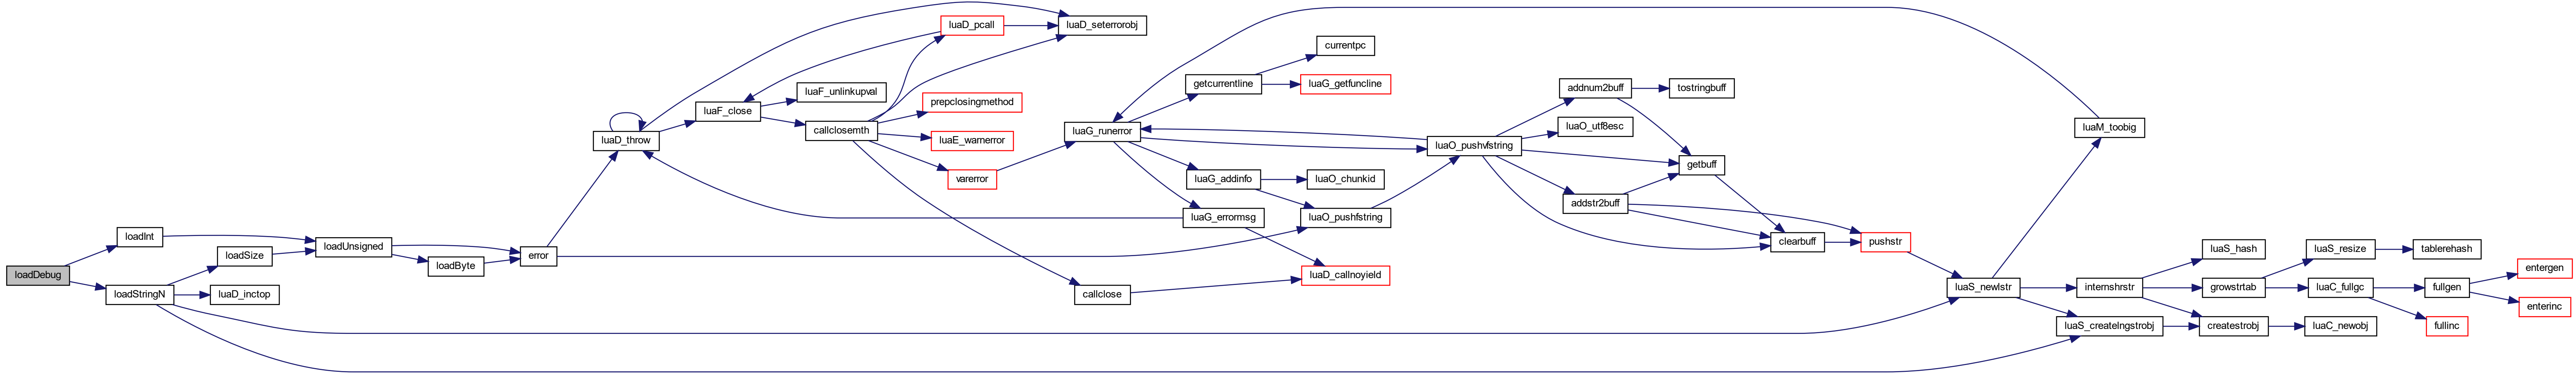 loadDebug
loadInt
loadStringN
loadSize
luaD_inctop
loadUnsigned
loadByte
error
luaD_throw
luaF_close
luaF_unlinkupval
callclosemth
luaD_pcall
luaD_seterrorobj
prepclosingmethod
luaE_warnerror
varerror
callclose
luaG_runerror
getcurrentline
currentpc
luaG_getfuncline
luaG_addinfo
luaO_chunkid
luaG_errormsg
luaO_pushfstring
luaD_callnoyield
luaO_pushvfstring
addnum2buff
tostringbuff
luaO_utf8esc
getbuff
addstr2buff
clearbuff
pushstr
luaS_newlstr
luaM_toobig
internshrstr
luaS_createlngstrobj
luaS_hash
growstrtab
createstrobj
luaS_resize
tablerehash
luaC_fullgc
luaC_newobj
fullgen
fullinc
entergen
enterinc